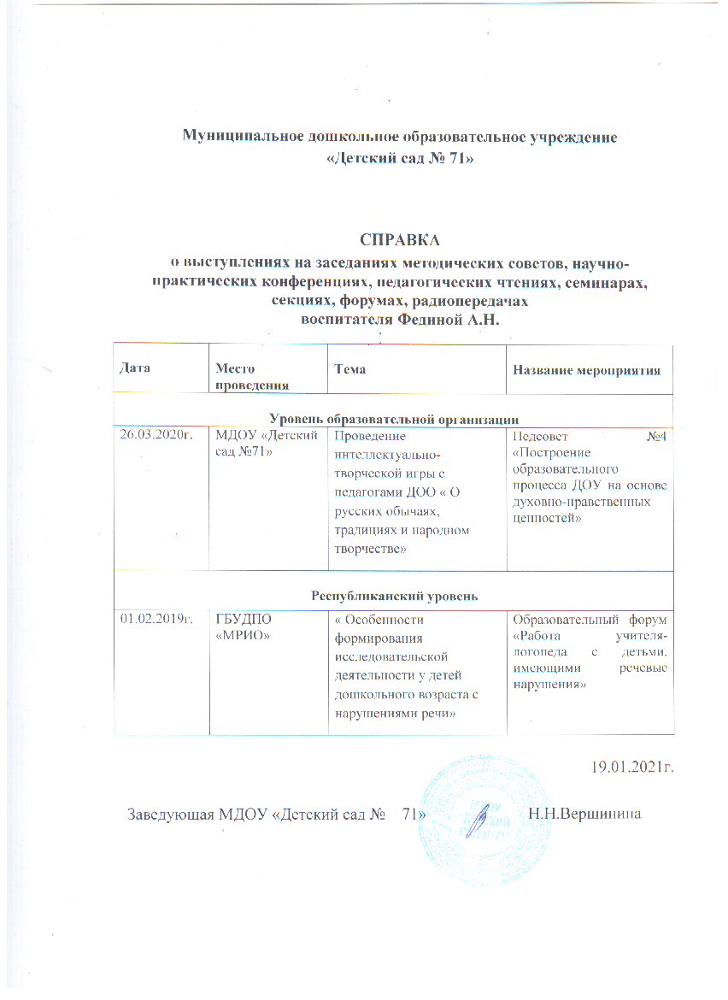 Муниципальное дошкольное образовательное учреждение
«Детский сад № 71»
СПРАВКА
о выступлениях на заседаниях методических советов, научно-
практических конференциях, педагогических чтениях, семинарах,
секциях, форумах, радиопередачах
воспитателя Фединой А.Н.
Дата
Место
проведения
Тема
Название мероприятия
Уровень образовательной организации
26.03.2020г.
МДОУ «Детский
сад №71»
Проведение
интеллектуально-
творческой игры с
педагогами ДОО « О
русских обычаях,
традициях и народном
творчестве»
Педсовет №4
«Построение
образовательного
процесса ДОУ на основе
духовно-нравственных
ценностей»
Республиканский уровень
01.02.2019г.
ГБУДПО
«МРИО»
« Особенности
формирования
исследовательской
деятельности у детей
дошкольного возраста с
нарушениями речи»
Образовательный форум
«Работа учителя-
логопеда с детьми,
имеющими речевые
нарушения»
19.01.2021г.
Заведующая МДОУ «Детский сад № 71» Н.Н.Вершинина
МДОУ
ДЕТСКИЙ
САД № 71